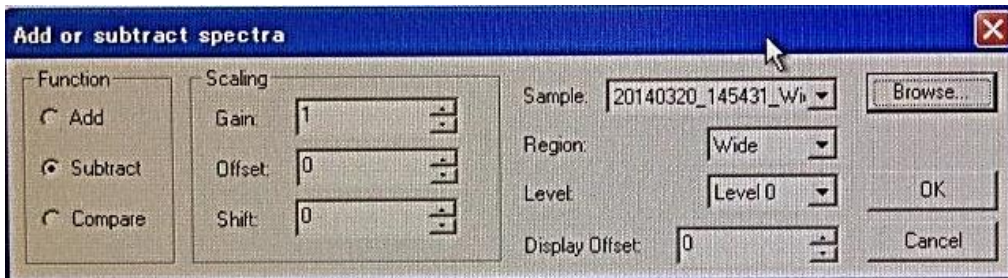 Add or subtract spectra
Function
Add
Subtract
Compare
Scaling
Gain: 1
Offset: 0
Shift: 0
Sample: 20140320_145431_Wi
Region: Wide
Level: Level 0
Display Offset: 0
Browse...
OK
Cancel